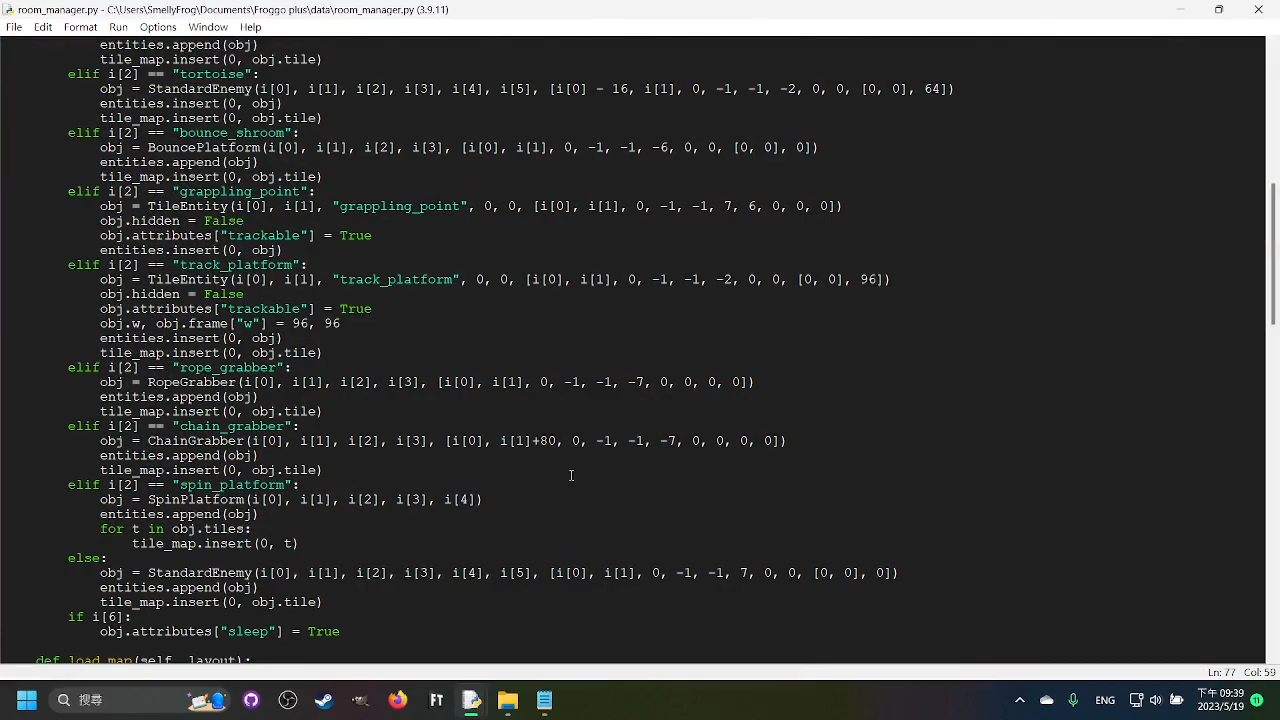 room_manager.py - C:\Users\SmellyFrog\Documents\Froggo plus\data\room_manager.py (3.9.11)
File Edit Format Run Options Window Help
entities.append(obj)
tile_map.insert(0, obj.tile)
elif i[2] == "tortoise":
obj = StandardEnemy(i[0], i[1], i[2], i[3], i[4], i[5], [i[0] - 16, i[1], 0, -1, -1, -2, 0, 0, [0, 0], 64])
entities.insert(0, obj)
tile_map.insert(0, obj.tile)
elif i[2] == "bounce_shroom":
obj = BouncePlatform(i[0], i[1], i[2], i[3], [i[0], i[1], 0, -1, -1, -6, 0, 0, [0, 0], 0])
entities.append(obj)
tile_map.insert(0, obj.tile)
elif i[2] == "grappling_point":
obj = TileEntity(i[0], i[1], "grappling_point", 0, 0, [i[0], i[1], 0, -1, -1, 7, 6, 0, 0, 0])
obj.hidden = False
obj.attributes["trackable"] = True
entities.insert(0, obj)
elif i[2] == "track_platform":
obj = TileEntity(i[0], i[1], "track_platform", 0, 0, [i[0], i[1], 0, -1, -1, -2, 0, 0, [0, 0], 96])
obj.hidden = False
obj.attributes["trackable"] = True
obj.w, obj.frame["w"] = 96, 96
entities.insert(0, obj)
tile_map.insert(0, obj.tile)
elif i[2] == "rope_grabber":
obj = RopeGrabber(i[0], i[1], i[2], i[3], [i[0], i[1], 0, -1, -1, -7, 0, 0, 0, 0])
entities.append(obj)
tile_map.insert(0, obj.tile)
elif i[2] == "chain_grabber":
obj = ChainGrabber(i[0], i[1], i[2], i[3], [i[0], i[1]+80, 0, -1, -1, -7, 0, 0, 0, 0])
entities.append(obj)
tile_map.insert(0, obj.tile)
elif i[2] == "spin_platform":
obj = SpinPlatform(i[0], i[1], i[2], i[3], i[4])
entities.append(obj)
for t in obj.tiles:
tile_map.insert(0, t)
else:
obj = StandardEnemy(i[0], i[1], i[2], i[3], i[4], i[5], [i[0], i[1], 0, -1, -1, 7, 0, 0, [0, 0], 0])
entities.append(obj)
tile_map.insert(0, obj.tile)
if i[6]:
obj.attributes["sleep"] = True
def load_map(self, layout):
Ln: 77 Col: 59
搜尋
FT
ENG
下午 09:39
2023/5/19
11